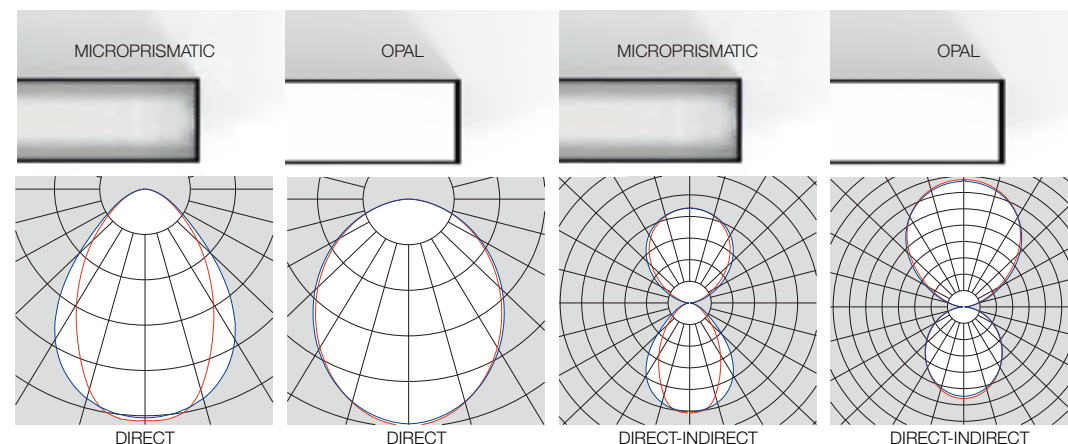 MICROPRISMATIC
OPAL
MICROPRISMATIC
OPAL
DIRECT
DIRECT
DIRECT-INDIRECT
DIRECT-INDIRECT